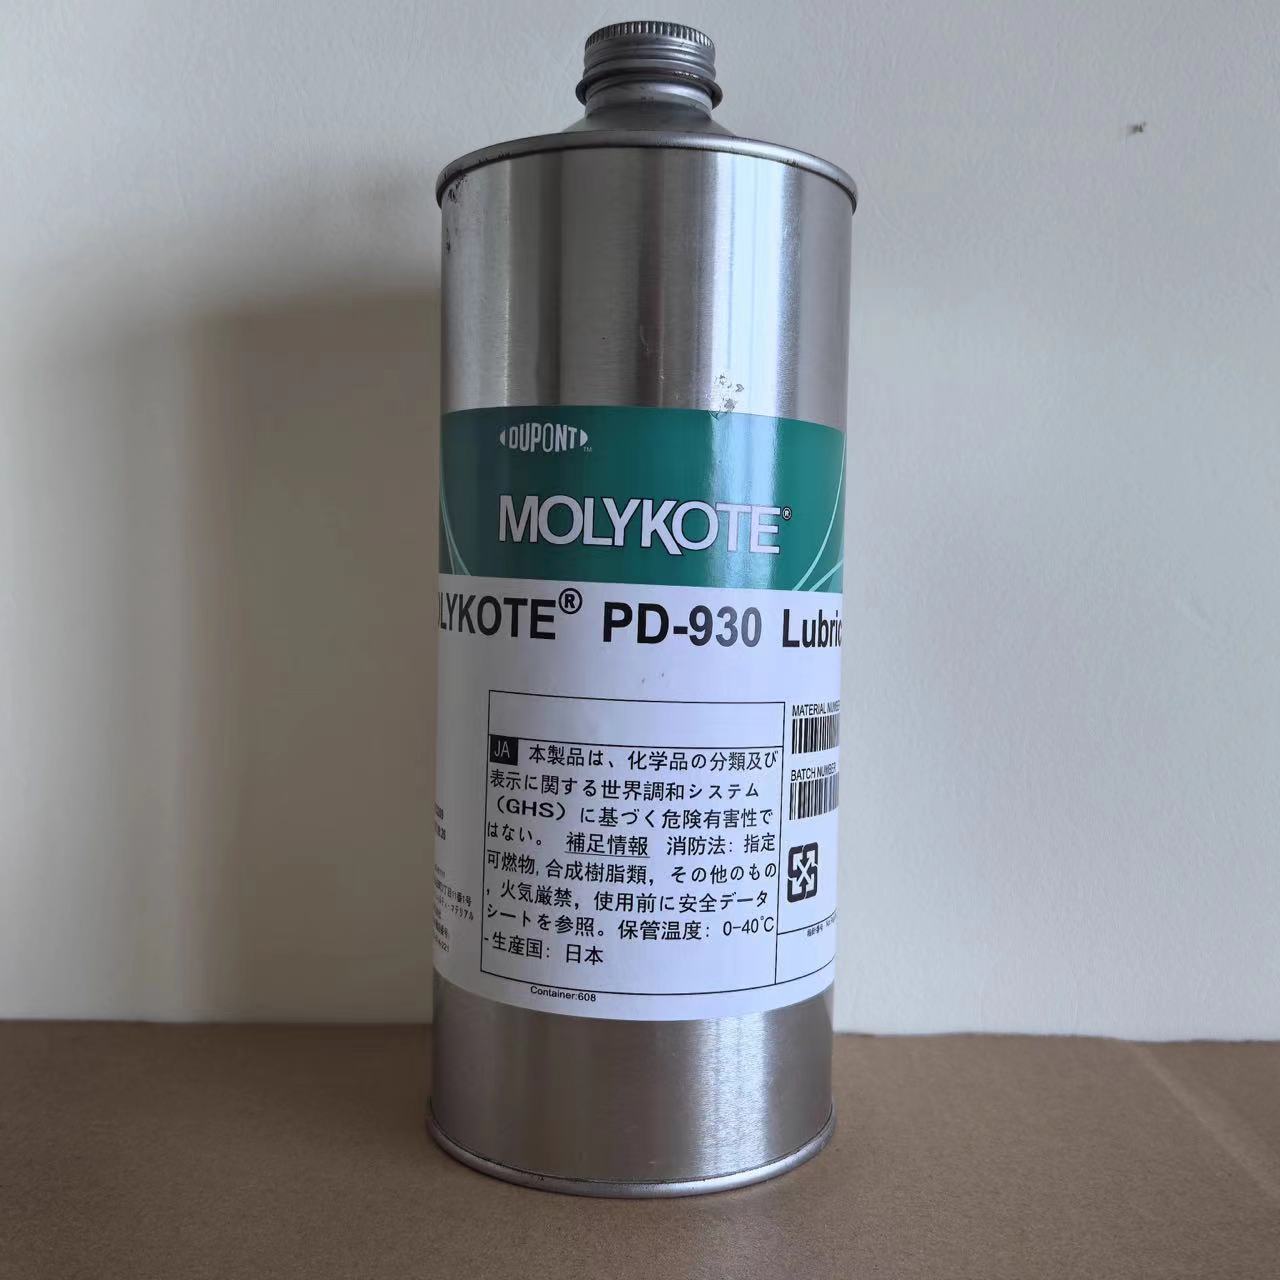 DUPONT™
MOLYKOTE®
OLYKOTE® PD-930 Lubric
MATERIAL NUMBER
BATCH NUMBER
JA 本製品は、化学品の分類及び
表示に関する世界調和システム
（GHS）に基づく危険有害性で
はない。 補足情報 消防法: 指定
可燃物, 合成樹脂類，その他のもの
，火気厳禁，使用前に安全データ
シートを参照。保管温度: 0-40℃
-生産国: 日本
Container:608